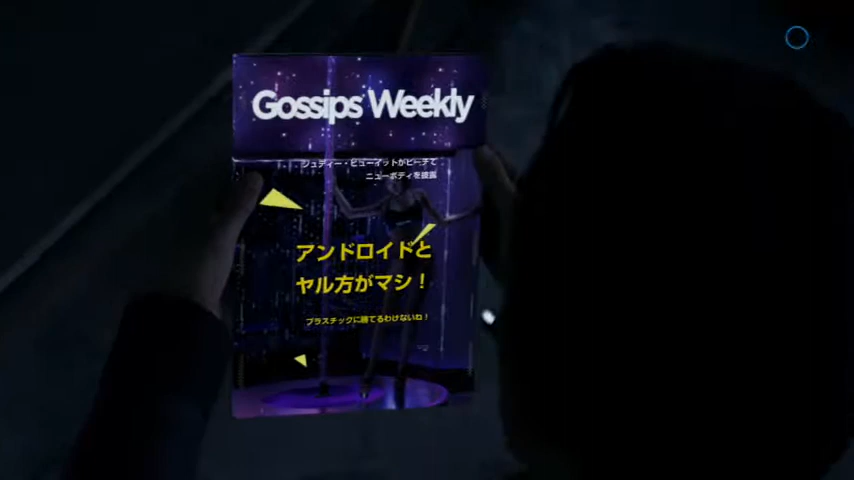 Gossips Weekly
ジュディー・ヒューイットがビーチで
ニューボディを披露
アンドロイドと
ヤル方がマシ！
プラスチックに勝てるわけないね！